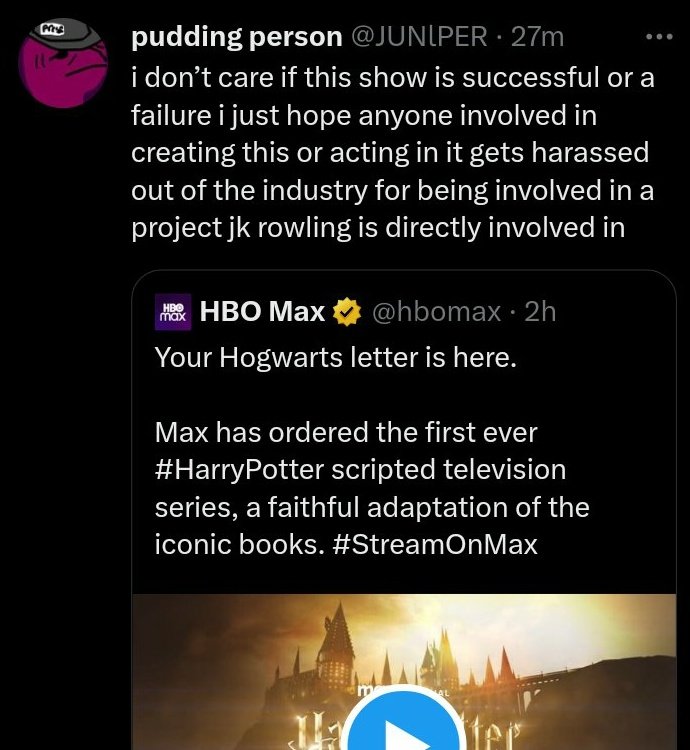 pudding person @JUNlPER · 27m ...
i don't care if this show is successful or a
failure i just hope anyone involved in
creating this or acting in it gets harassed
out of the industry for being involved in a
project jk rowling is directly involved in
HBO
max
HBO Max @hbomax · 2h
Your Hogwarts letter is here.
Max has ordered the first ever
#HarryPotter scripted television
series, a faithful adaptation of the
iconic books. #StreamOnMax